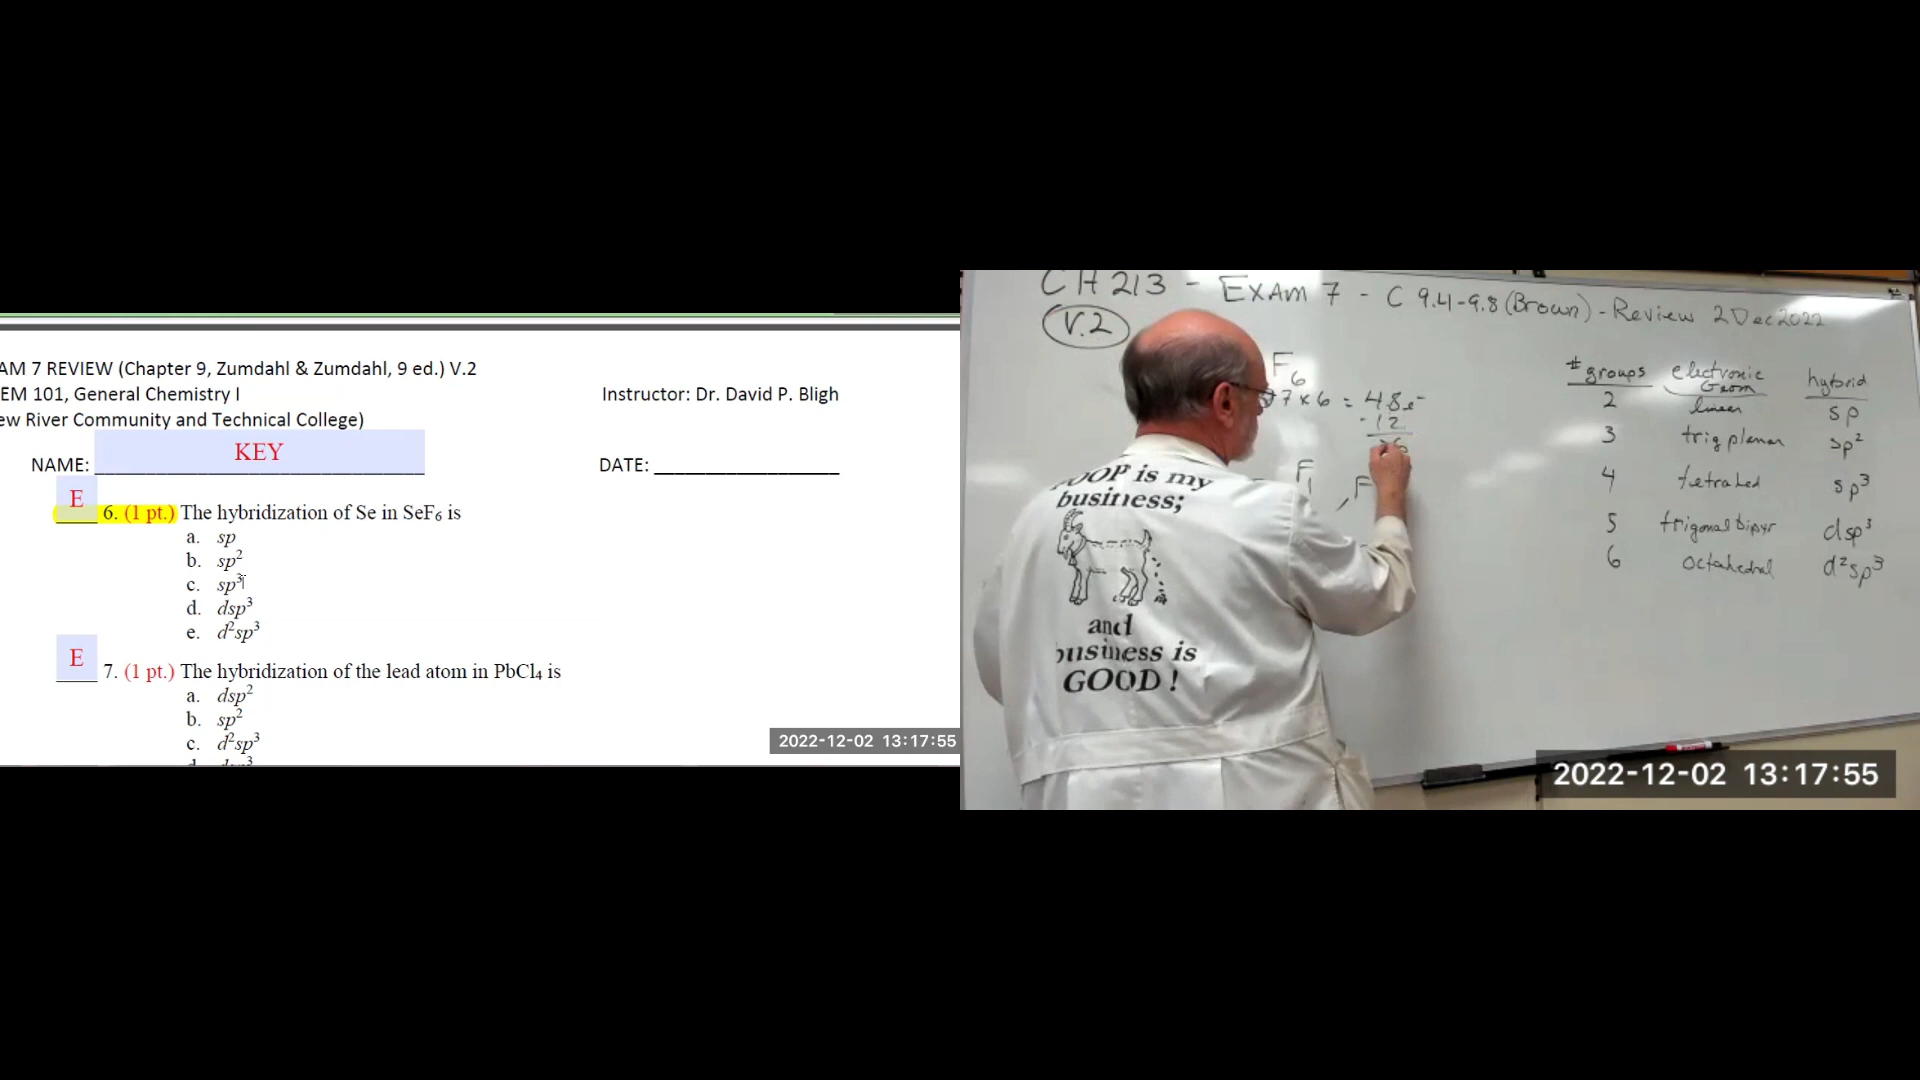 AM 7 REVIEW (Chapter 9, Zumdahl & Zumdahl, 9 ed.) V.2
EM 101, General Chemistry I
Instructor: Dr. David P. Bligh
ew River Community and Technical College)
NAME: KEY
DATE:
E 6. (1 pt.) The hybridization of Se in SeF₆ is
a. sp
b. sp²
c. sp³
d. dsp³
e. d²sp³
E 7. (1 pt.) The hybridization of the lead atom in PbCl₄ is
a. dsp²
b. sp²
c. d²sp³
2022-12-02 13:17:55
CH 213 - EXAM 7 - C 9.4-9.8 (Brown) - Review 2 Dec 2022
V.2
F₆
7 × 6 = 48e⁻
-12
F
F
# groups electronic Geom hybrid
2 linear sp
3 trig planar sp²
4 tetrahed sp³
5 trigonal bipyr dsp³
6 octahedral d²sp³
POOP is my
business;
and
business is
GOOD!
2022-12-02 13:17:55